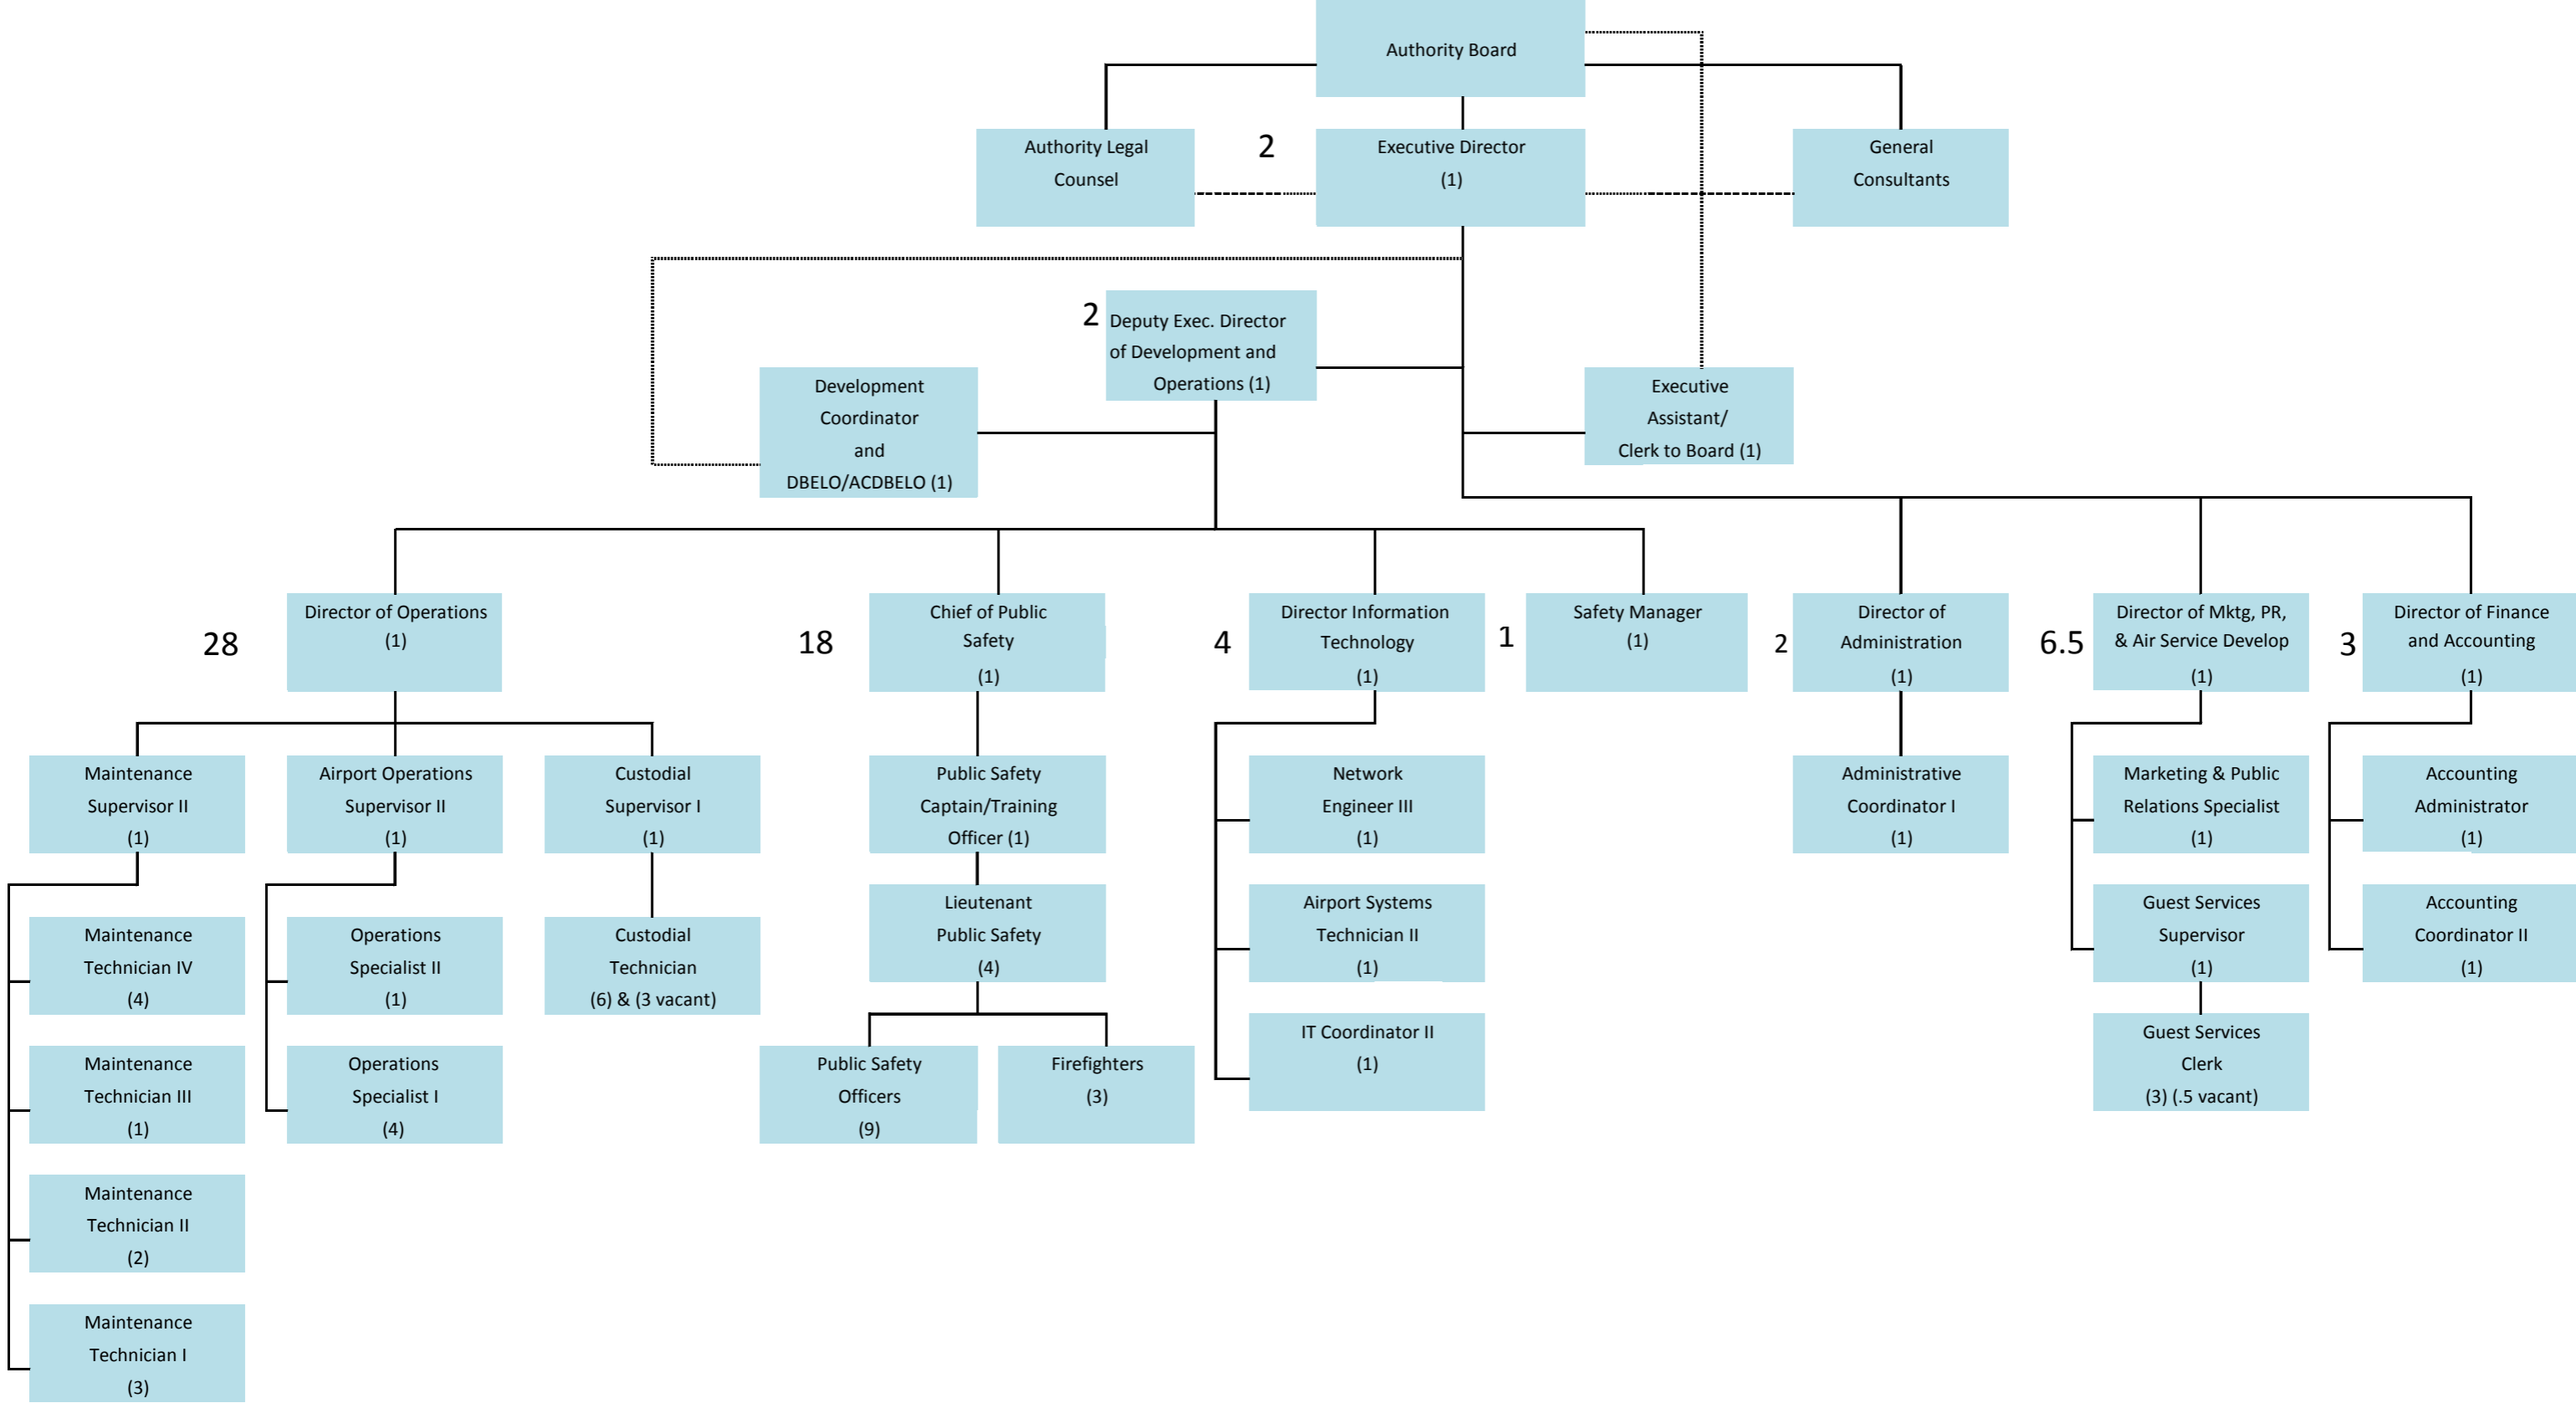 Authority Board
Authority Legal
Counsel
2
Executive Director
(1)
General
Consultants
2
Deputy Exec. Director
of Development and
Operations (1)
Development
Coordinator
and
DBELO/ACDBELO (1)
Executive
Assistant/
Clerk to Board (1)
28
Director of Operations
(1)
18
Chief of Public
Safety
(1)
4
Director Information
Technology
(1)
1
Safety Manager
(1)
2
Director of
Administration
(1)
6.5
Director of Mktg, PR,
& Air Service Develop
(1)
3
Director of Finance
and Accounting
(1)
Maintenance
Supervisor II
(1)
Airport Operations
Supervisor II
(1)
Custodial
Supervisor I
(1)
Public Safety
Captain/Training
Officer (1)
Network
Engineer III
(1)
Administrative
Coordinator I
(1)
Marketing & Public
Relations Specialist
(1)
Accounting
Administrator
(1)
Lieutenant
Public Safety
(4)
Airport Systems
Technician II
(1)
Guest Services
Supervisor
(1)
Accounting
Coordinator II
(1)
Maintenance
Technician IV
(4)
Operations
Specialist II
(1)
Custodial
Technician
(6) & (3 vacant)
IT Coordinator II
(1)
Guest Services
Clerk
(3) (.5 vacant)
Maintenance
Technician III
(1)
Operations
Specialist I
(4)
Public Safety
Officers
(9)
Firefighters
(3)
Maintenance
Technician II
(2)
Maintenance
Technician I
(3)